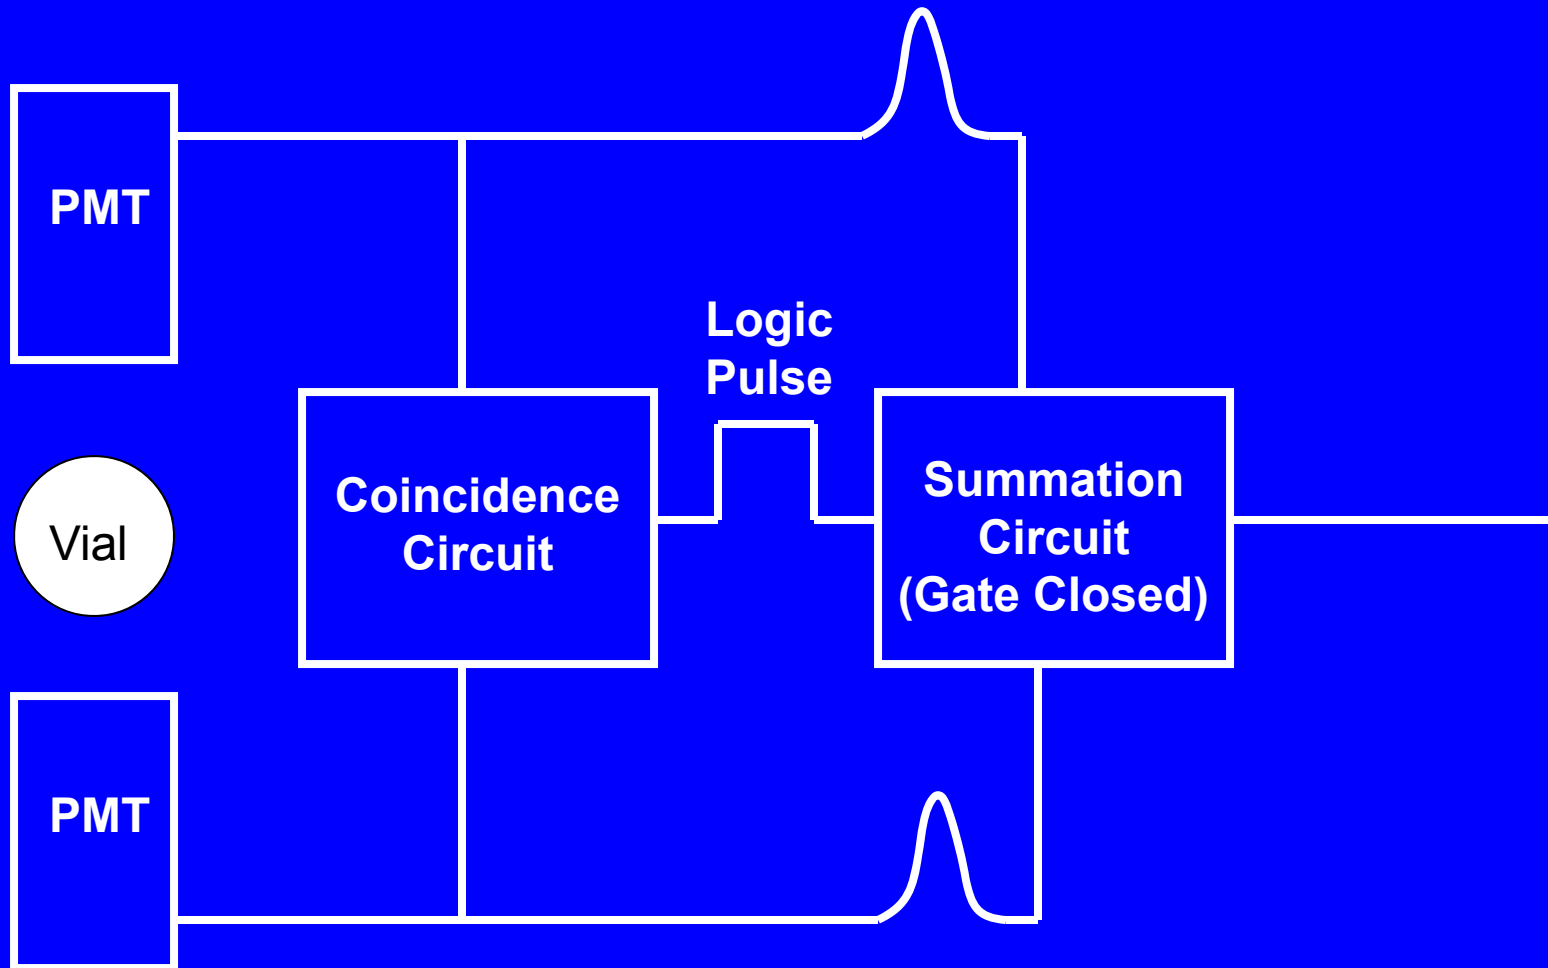 PMT
Logic
Pulse
Coincidence
Circuit
Summation
Circuit
(Gate Closed)
Vial
PMT